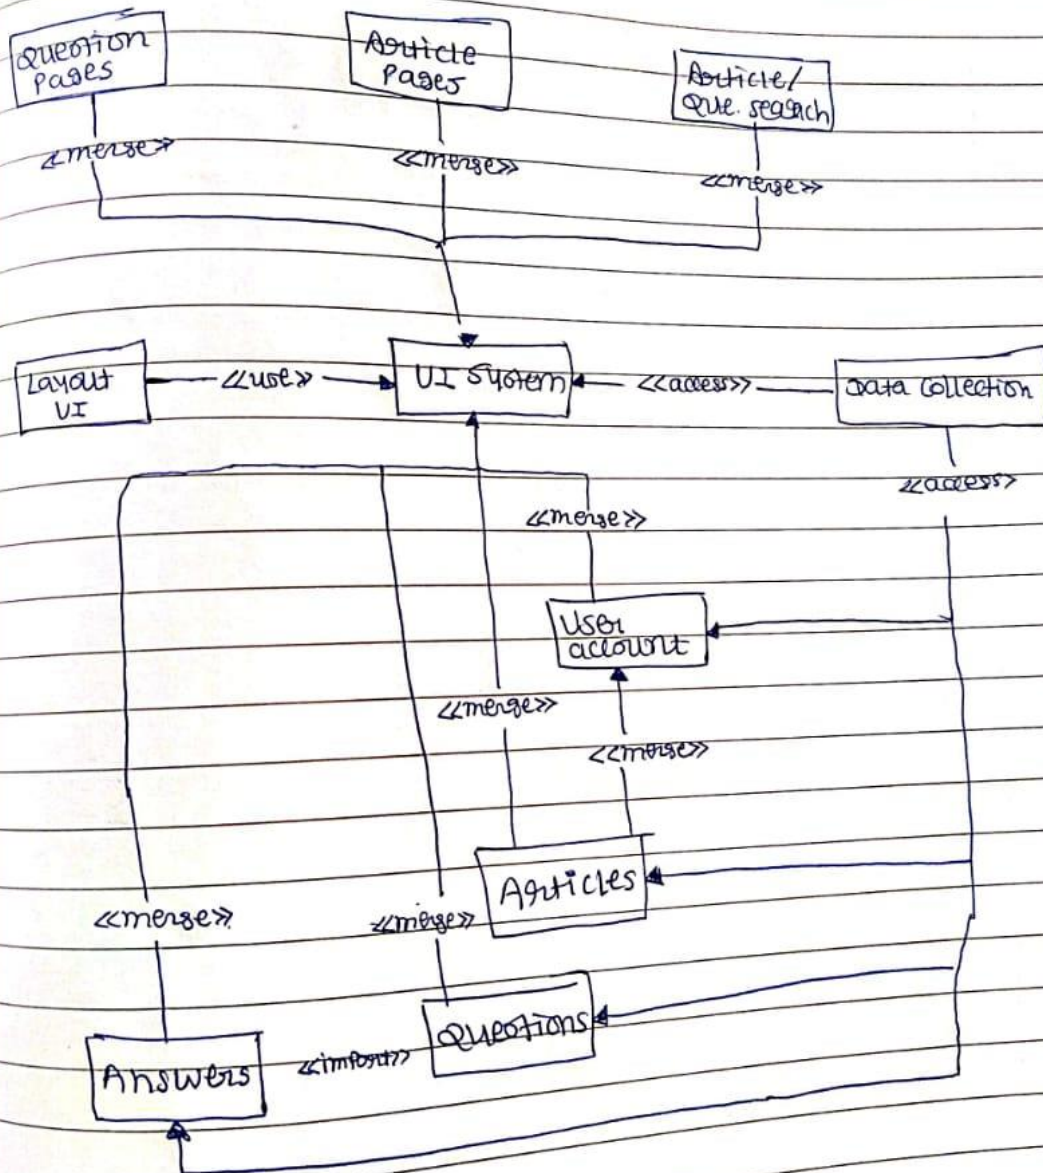 Question
Pages
Article
Pages
Article/
Que. search
<<merge>>
<<merge>>
<<merge>>
Layout
UI
<<use>>
UI System
<<access>>
Data Collection
<<access>>
<<merge>>
User
account
<<merge>>
<<merge>>
Articles
<<merge>>
<<merge>>
Questions
Answers
<<import>>